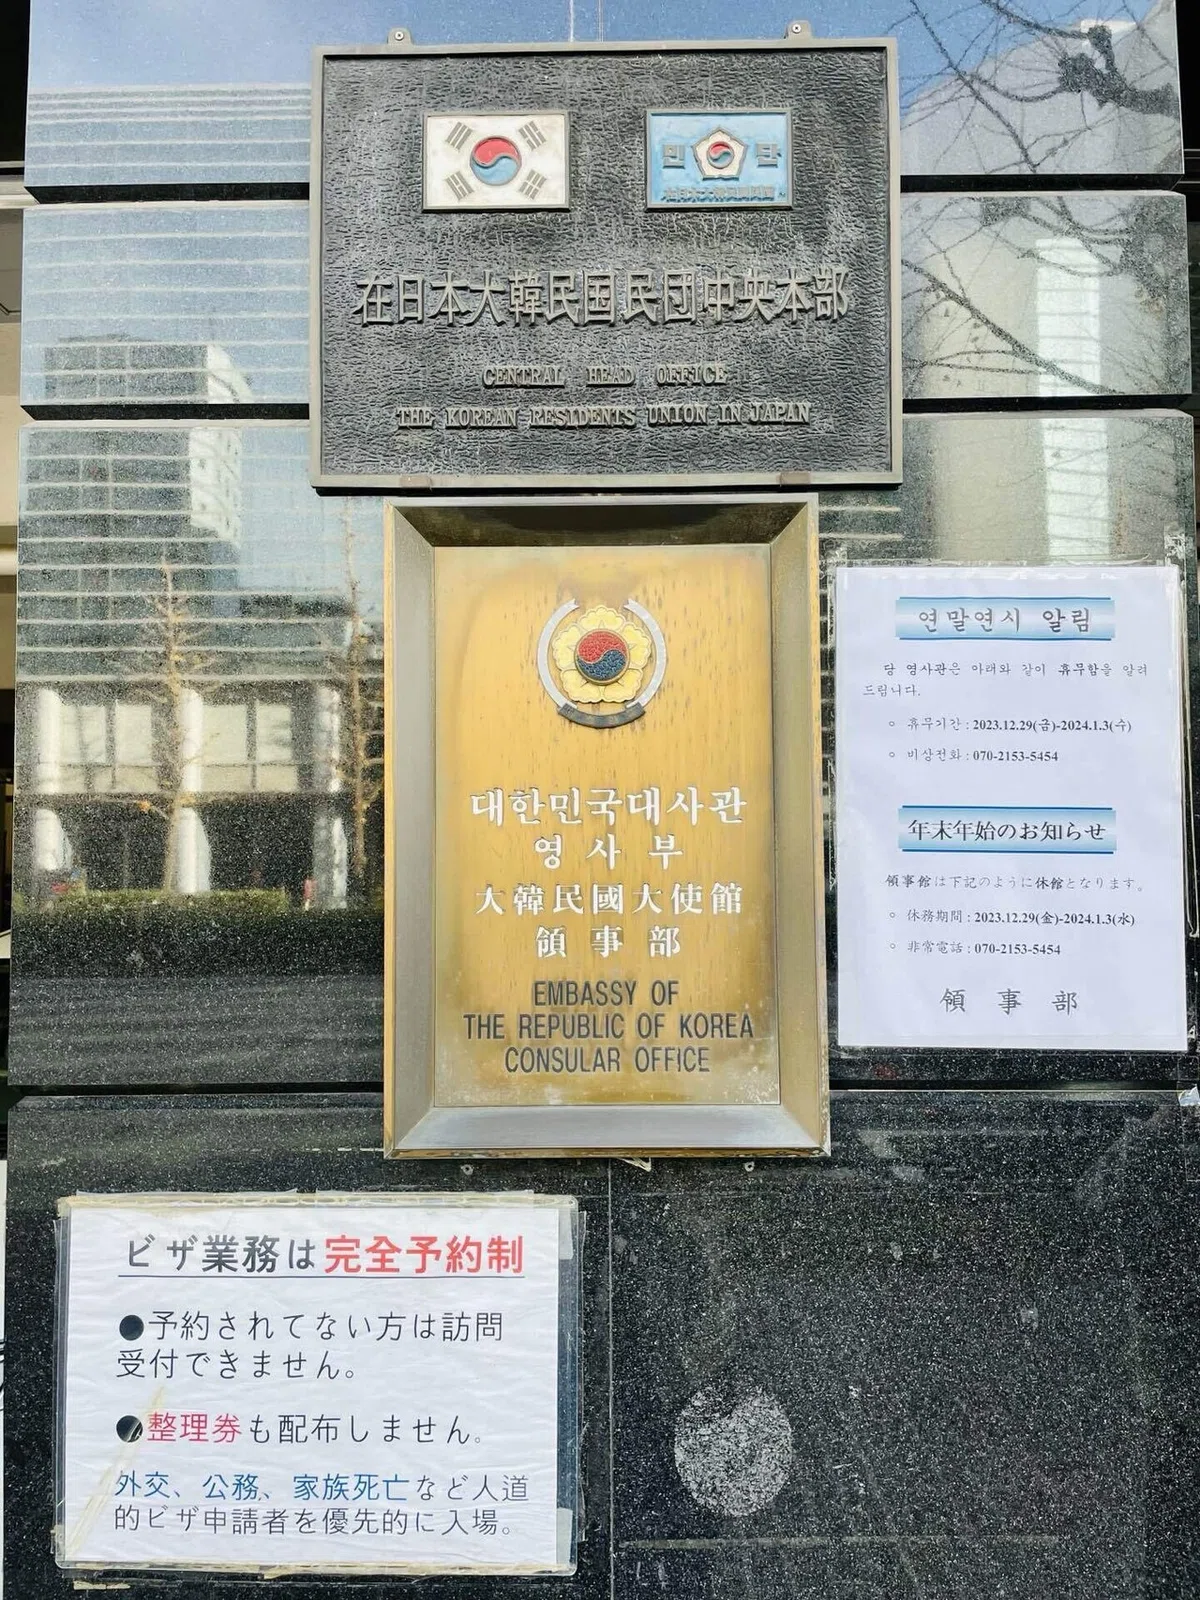 민 단
在日本大韓民国民団中央本部
CENTRAL HEAD OFFICE
THE KOREAN RESIDENTS UNION IN JAPAN
대한민국대사관
영 사 부
大韓民國大使館
領 事 部
EMBASSY OF
THE REPUBLIC OF KOREA
CONSULAR OFFICE
연말연시 알림
당 영사관은 아래와 같이 휴무함을 알려
드립니다.
○ 휴무기간 : 2023.12.29(금)-2024.1.3(수)
○ 비상전화 : 070-2153-5454
年末年始のお知らせ
領事館は下記のように休館となります。
○ 休務期間 : 2023.12.29(金)-2024.1.3(水)
○ 非常電話 : 070-2153-5454
領 事 部
ビザ業務は完全予約制
●予約されてない方は訪問
受付できません。
●整理券も配布しません。
外交、公務、家族死亡など人道
的ビザ申請者を優先的に入場。